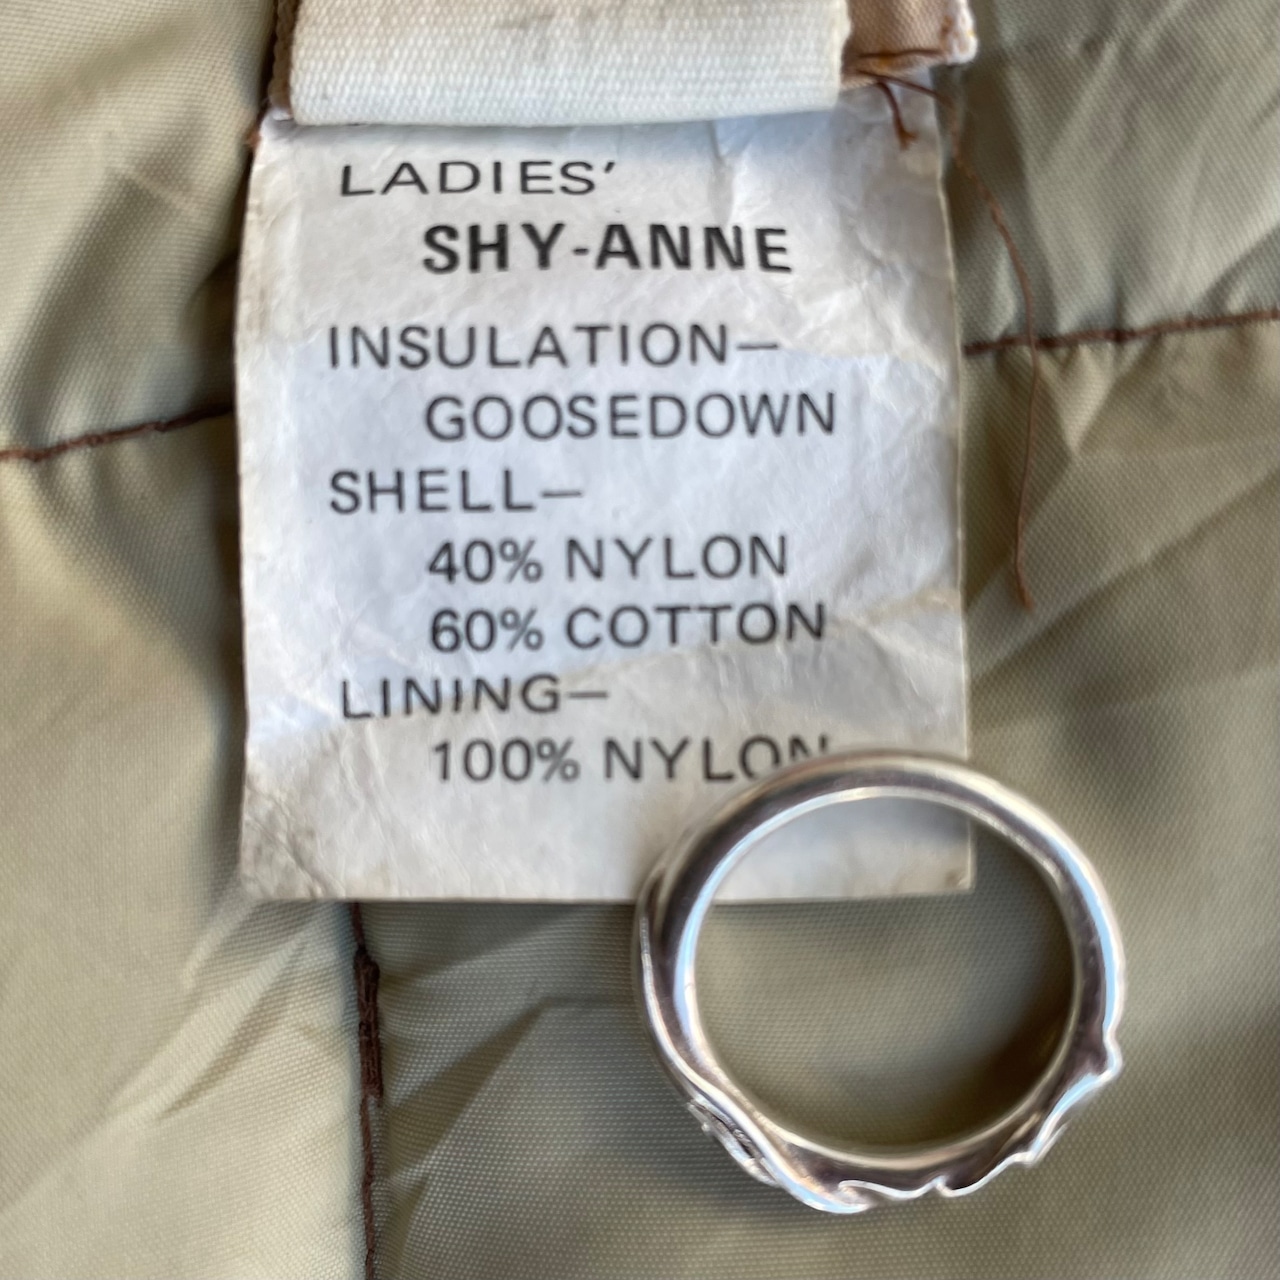 LADIES'
SHY-ANNE
INSULATION—
GOOSEDOWN
SHELL—
40% NYLON
60% COTTON
LINING—
100% NYLON